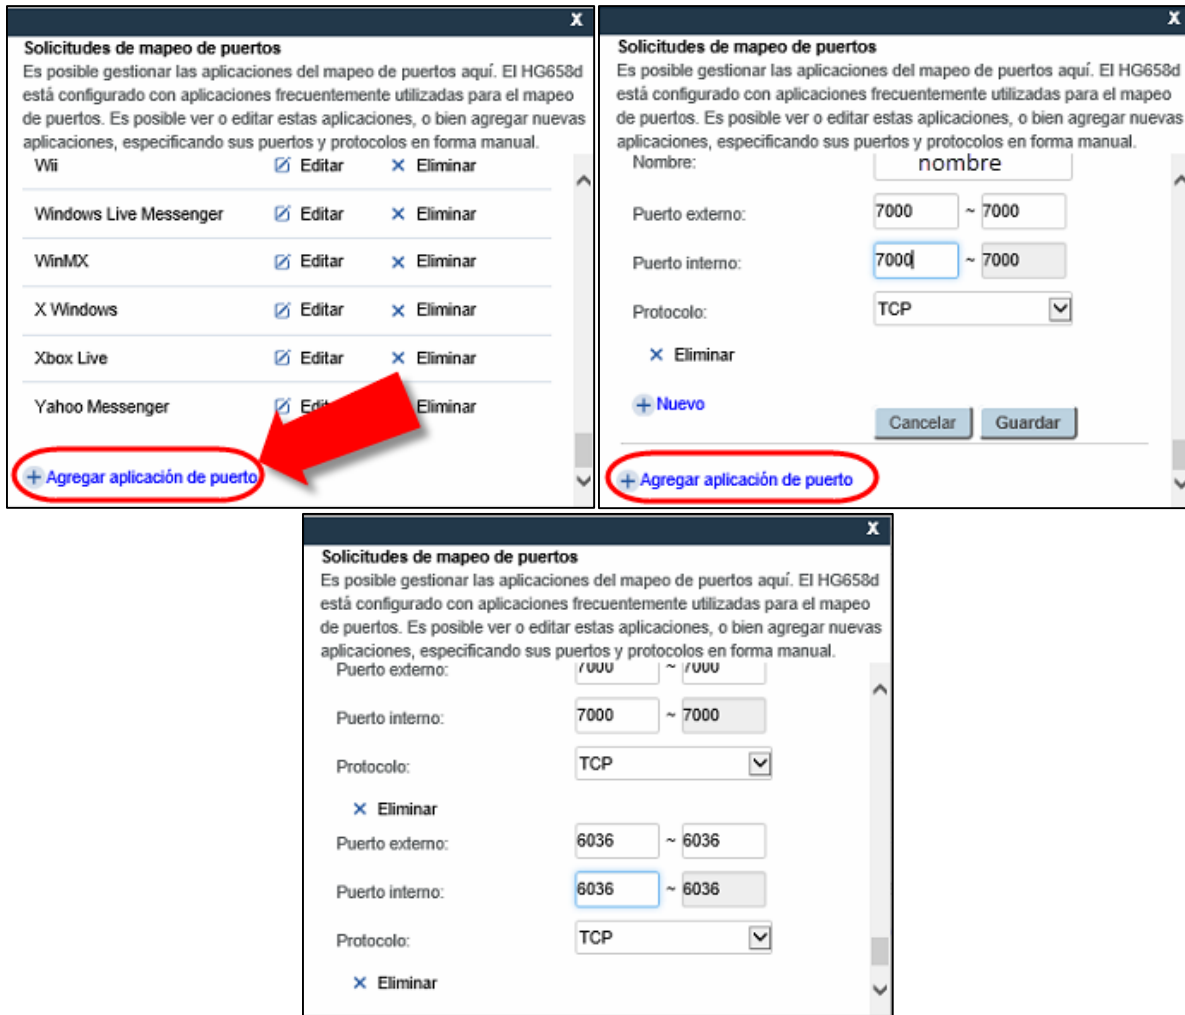 X
Solicitudes de mapeo de puertos
Es posible gestionar las aplicaciones del mapeo de puertos aquí. El HG658d
está configurado con aplicaciones frecuentemente utilizadas para el mapeo
de puertos. Es posible ver o editar estas aplicaciones, o bien agregar nuevas
aplicaciones, especificando sus puertos y protocolos en forma manual.
Wii Editar Eliminar
Windows Live Messenger Editar Eliminar
WinMX Editar Eliminar
X Windows Editar Eliminar
Xbox Live Editar Eliminar
Yahoo Messenger Eliminar
Agregar aplicación de puerto
X
Solicitudes de mapeo de puertos
Es posible gestionar las aplicaciones del mapeo de puertos aquí. El HG658d
está configurado con aplicaciones frecuentemente utilizadas para el mapeo
de puertos. Es posible ver o editar estas aplicaciones, o bien agregar nuevas
aplicaciones, especificando sus puertos y protocolos en forma manual.
Nombre: nombre
Puerto externo: 7000 ~ 7000
Puerto interno: 7000 ~ 7000
Protocolo: TCP
Eliminar
Nuevo
Cancelar Guardar
Agregar aplicación de puerto
X
Solicitudes de mapeo de puertos
Es posible gestionar las aplicaciones del mapeo de puertos aquí. El HG658d
está configurado con aplicaciones frecuentemente utilizadas para el mapeo
de puertos. Es posible ver o editar estas aplicaciones, o bien agregar nuevas
aplicaciones, especificando sus puertos y protocolos en forma manual.
Puerto externo: 7000 ~ 7000
Puerto interno: 7000 ~ 7000
Protocolo: TCP
Eliminar
Puerto externo: 6036 ~ 6036
Puerto interno: 6036 ~ 6036
Protocolo: TCP
Eliminar